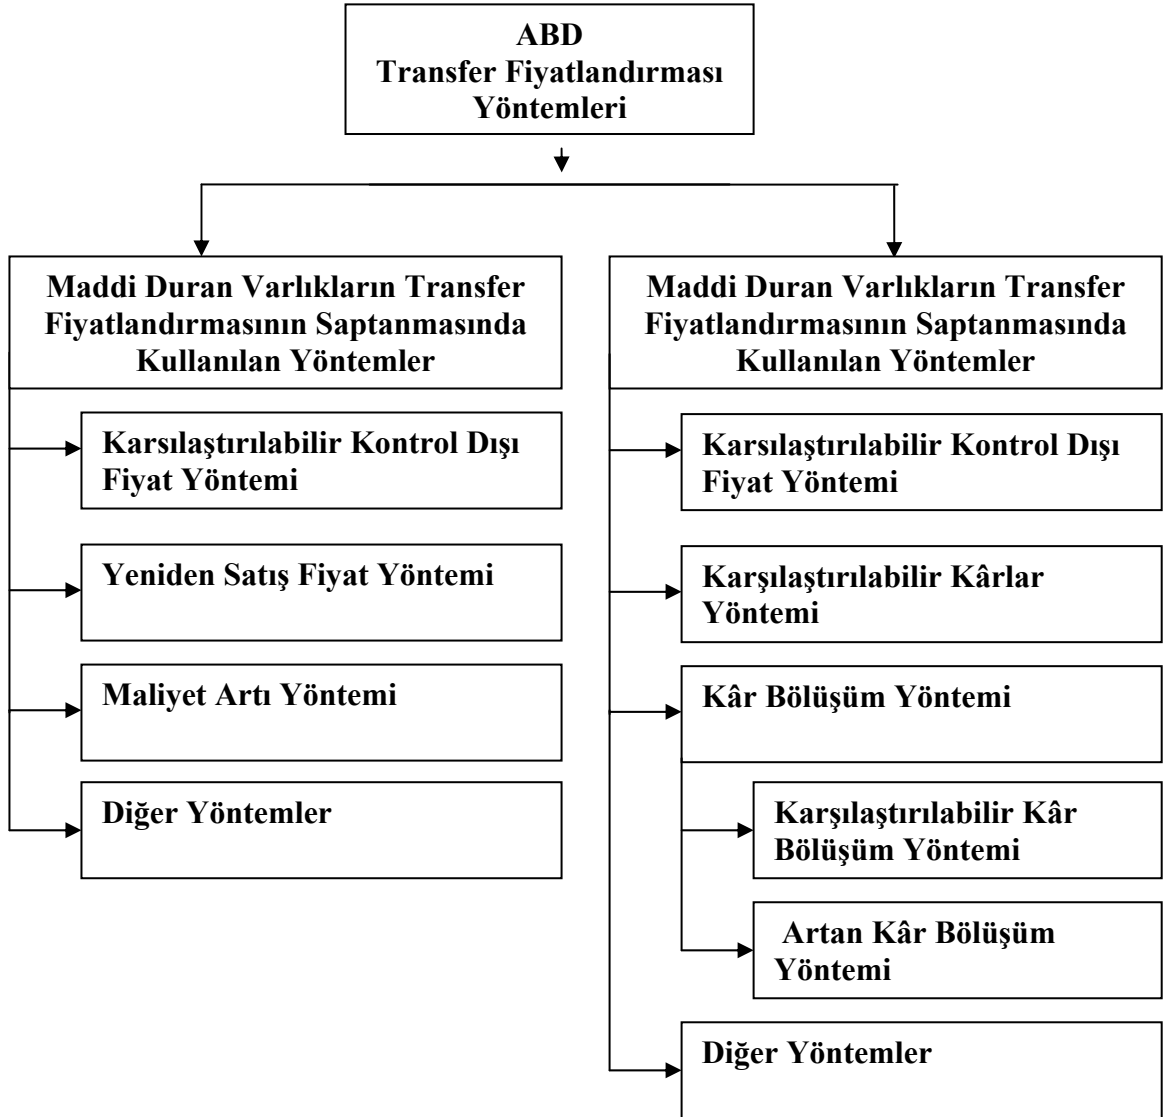 ABD
Transfer Fiyatlandırması
Yöntemleri
Maddi Duran Varlıkların Transfer
Fiyatlandırmasının Saptanmasında
Kullanılan Yöntemler
Karsılaştırılabilir Kontrol Dışı
Fiyat Yöntemi
Yeniden Satış Fiyat Yöntemi
Maliyet Artı Yöntemi
Diğer Yöntemler
Maddi Duran Varlıkların Transfer
Fiyatlandırmasının Saptanmasında
Kullanılan Yöntemler
Karsılaştırılabilir Kontrol Dışı
Fiyat Yöntemi
Karşılaştırılabilir Kârlar
Yöntemi
Kâr Bölüşüm Yöntemi
Karşılaştırılabilir Kâr
Bölüşüm Yöntemi
Artan Kâr Bölüşüm
Yöntemi
Diğer Yöntemler